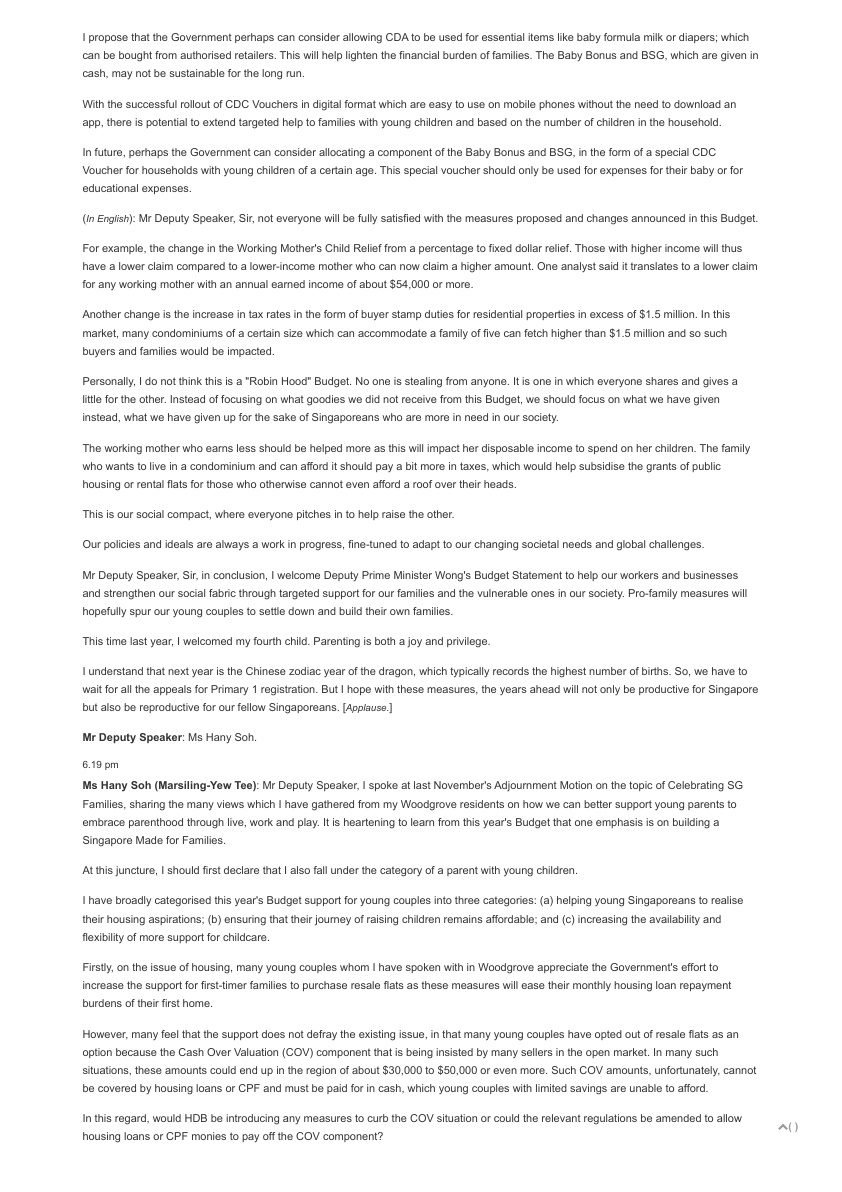 I propose that the Government perhaps can consider allowing CDA to be used for essential items like baby formula milk or diapers; which
can be bought from authorised retailers. This will help lighten the financial burden of families. The Baby Bonus and BSG, which are given in
cash, may not be sustainable for the long run.
With the successful rollout of CDC Vouchers in digital format which are easy to use on mobile phones without the need to download an
app, there is potential to extend targeted help to families with young children and based on the number of children in the household.
In future, perhaps the Government can consider allocating a component of the Baby Bonus and BSG, in the form of a special CDC
Voucher for households with young children of a certain age. This special voucher should only be used for expenses for their baby or for
educational expenses.
(In English): Mr Deputy Speaker, Sir, not everyone will be fully satisfied with the measures proposed and changes announced in this Budget.
For example, the change in the Working Mother's Child Relief from a percentage to fixed dollar relief. Those with higher income will thus
have a lower claim compared to a lower-income mother who can now claim a higher amount. One analyst said it translates to a lower claim
for any working mother with an annual earned income of about $54,000 or more.
Another change is the increase in tax rates in the form of buyer stamp duties for residential properties in excess of $1.5 million. In this
market, many condominiums of a certain size which can accommodate a family of five can fetch higher than $1.5 million and so such
buyers and families would be impacted.
Personally, I do not think this is a "Robin Hood" Budget. No one is stealing from anyone. It is one in which everyone shares and gives a
little for the other. Instead of focusing on what goodies we did not receive from this Budget, we should focus on what we have given
instead, what we have given up for the sake of Singaporeans who are more in need in our society.
The working mother who earns less should be helped more as this will impact her disposable income to spend on her children. The family
who wants to live in a condominium and can afford it should pay a bit more in taxes, which would help subsidise the grants of public
housing or rental flats for those who otherwise cannot even afford a roof over their heads.
This is our social compact, where everyone pitches in to help raise the other.
Our policies and ideals are always a work in progress, fine-tuned to adapt to our changing societal needs and global challenges.
Mr Deputy Speaker, Sir, in conclusion, I welcome Deputy Prime Minister Wong's Budget Statement to help our workers and businesses
and strengthen our social fabric through targeted support for our families and the vulnerable ones in our society. Pro-family measures will
hopefully spur our young couples to settle down and build their own families.
This time last year, I welcomed my fourth child. Parenting is both a joy and privilege.
I understand that next year is the Chinese zodiac year of the dragon, which typically records the highest number of births. So, we have to
wait for all the appeals for Primary 1 registration. But I hope with these measures, the years ahead will not only be productive for Singapore
but also be reproductive for our fellow Singaporeans. [Applause.]
Mr Deputy Speaker: Ms Hany Soh.
6.19 pm
Ms Hany Soh (Marsiling-Yew Tee): Mr Deputy Speaker, I spoke at last November's Adjournment Motion on the topic of Celebrating SG
Families, sharing the many views which I have gathered from my Woodgrove residents on how we can better support young parents to
embrace parenthood through live, work and play. It is heartening to learn from this year's Budget that one emphasis is on building a
Singapore Made for Families.
At this juncture, I should first declare that I also fall under the category of a parent with young children.
I have broadly categorised this year's Budget support for young couples into three categories: (a) helping young Singaporeans to realise
their housing aspirations; (b) ensuring that their journey of raising children remains affordable; and (c) increasing the availability and
flexibility of more support for childcare.
Firstly, on the issue of housing, many young couples whom I have spoken with in Woodgrove appreciate the Government's effort to
increase the support for first-timer families to purchase resale flats as these measures will ease their monthly housing loan repayment
burdens of their first home.
However, many feel that the support does not defray the existing issue, in that many young couples have opted out of resale flats as an
option because the Cash Over Valuation (COV) component that is being insisted by many sellers in the open market. In many such
situations, these amounts could end up in the region of about $30,000 to $50,000 or even more. Such COV amounts, unfortunately, cannot
be covered by housing loans or CPF and must be paid for in cash, which young couples with limited savings are unable to afford.
In this regard, would HDB be introducing any measures to curb the COV situation or could the relevant regulations be amended to allow
housing loans or CPF monies to pay off the COV component?
( )